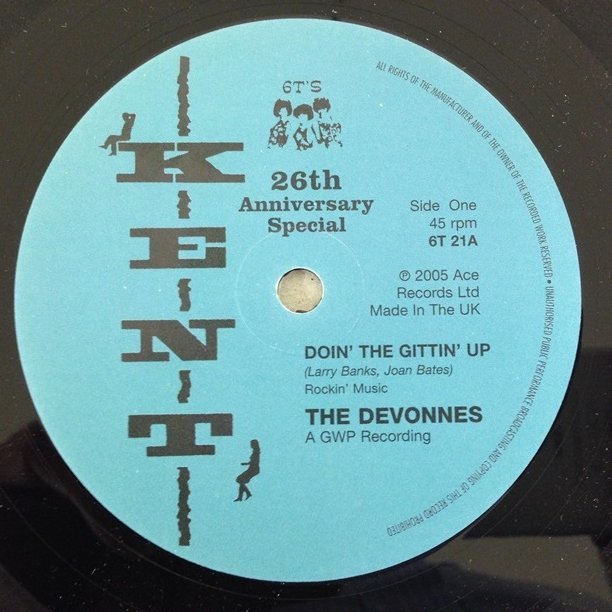 KENT
6T'S
26th
Anniversary
Special
Side One
45 rpm
6T 21A
℗ 2005 Ace
Records Ltd
Made In The UK
DOIN' THE GITTIN' UP
(Larry Banks, Joan Bates)
Rockin' Music
THE DEVONNES
A GWP Recording
ALL RIGHTS OF THE MANUFACTURER AND OF THE OWNER OF THE RECORDED WORK RESERVED • UNAUTHORISED PUBLIC PERFORMANCE BROADCASTING AND COPYING OF THIS RECORD PROHIBITED